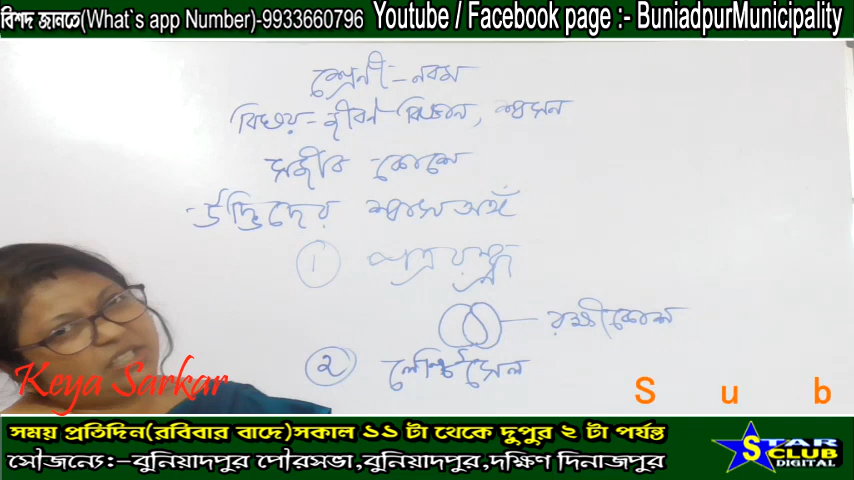 বিশদ জানতে(What`s app Number)-9933660796 Youtube / Facebook page :- BuniadpurMunicipality
শ্রেনী:- নবম
বিষয় - জীবন বিজ্ঞান, শ্বসন
সজীব কোশে
উদ্ভিদের শ্বাসঅঙ্গ
১ পত্ররন্ধ্র
রক্ষীকোশ
২ লেন্টিসেল
Keya Sarkar
S u b
সময় প্রতিদিন(রবিবার বাদে)সকাল ১১ টা থেকে দুপুর ২ টা পর্যন্ত
সৌজন্যে:-বুনিয়াদপুর পৌরসভা,বুনিয়াদপুর,দক্ষিণ দিনাজপুর
STAR CLUB DIGITAL